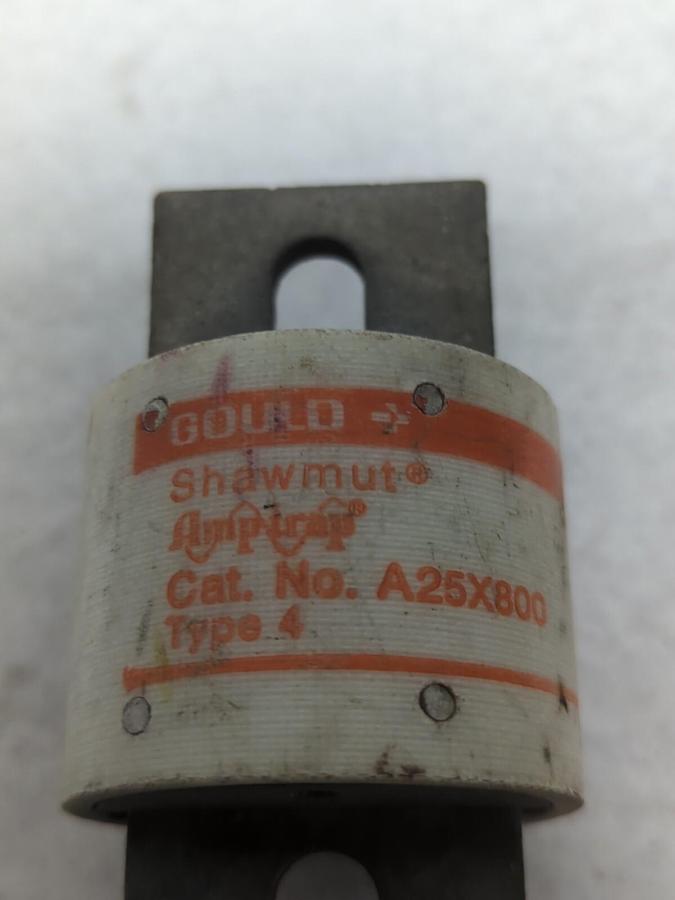 GOULD
Shawmut®
Amp-trap®
Cat. No. A25X800
Type 4